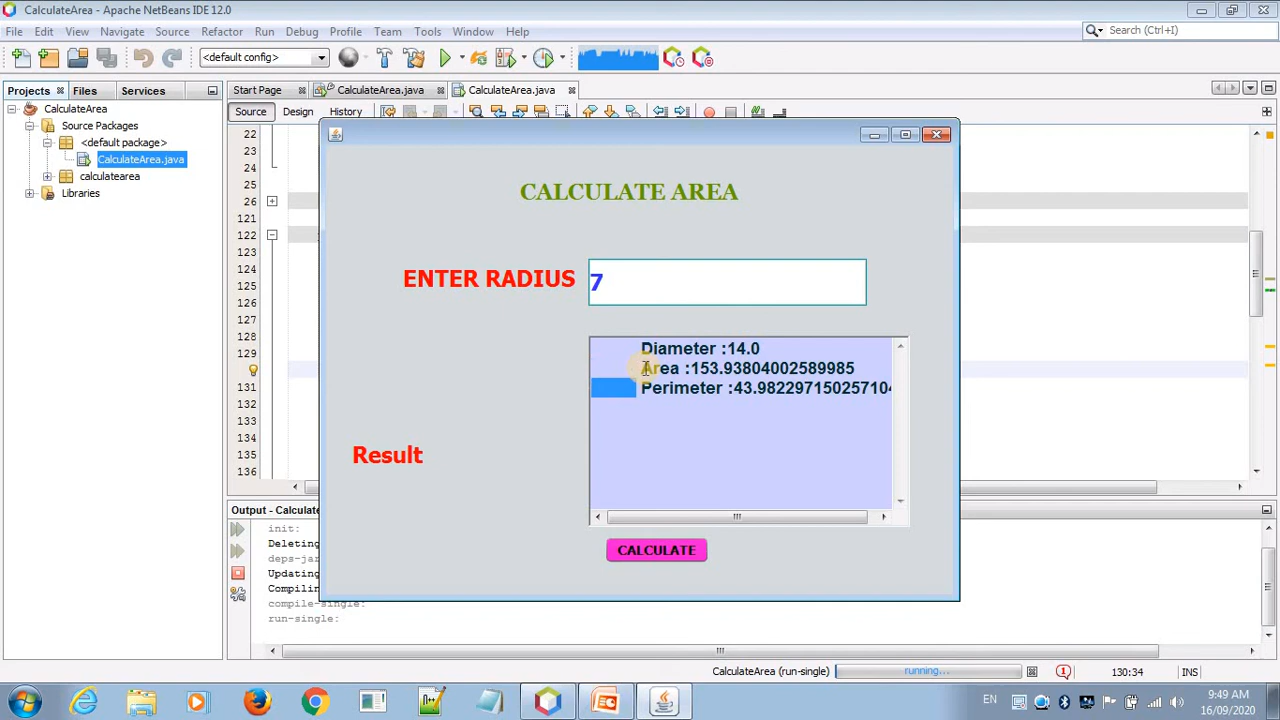 CalculateArea - Apache NetBeans IDE 12.0
File Edit View Navigate Source Refactor Run Debug Profile Team Tools Window Help
Search (Ctrl+I)
<default config>
Projects Files Services
Start Page CalculateArea.java CalculateArea.java
Source Design History
CalculateArea
Source Packages
<default package>
CalculateArea.java
calculatearea
Libraries
22
23
24
25
26
121
122
123
124
125
126
127
128
129
131
132
133
134
135
136
CALCULATE AREA
ENTER RADIUS 7
Diameter :14.0
Area :153.93804002589985
Perimeter :43.98229715025710
Result
CALCULATE
Output - Calculate
init:
Deleting
deps-jar
Updating
Compiling
compile-single:
run-single:
CalculateArea (run-single) running... 130:34 INS
EN 9:49 AM
16/09/2020